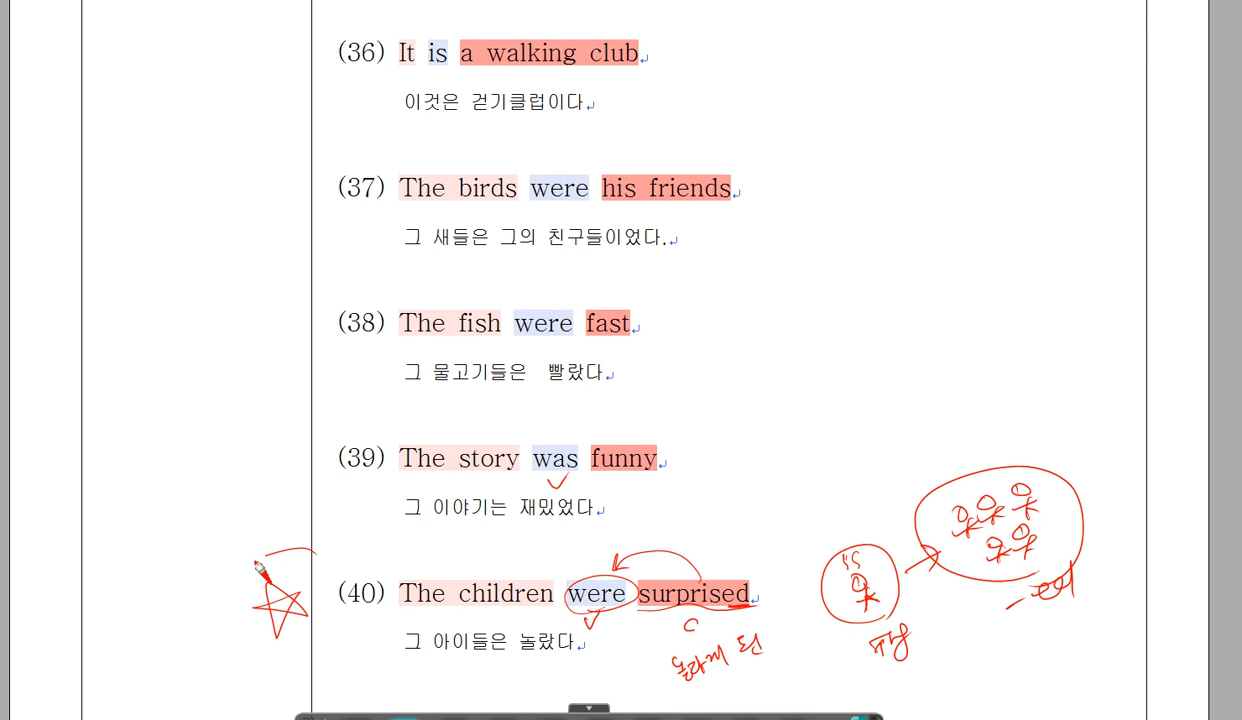 (36) It is a walking club
이것은 걷기클럽이다
(37) The birds were his friends
그 새들은 그의 친구들이었다.
(38) The fish were fast
그 물고기들은 빨랐다
(39) The story was funny
그 이야기는 재밌었다
(40) The children were surprised
그 아이들은 놀랐다
C
놀라게 된